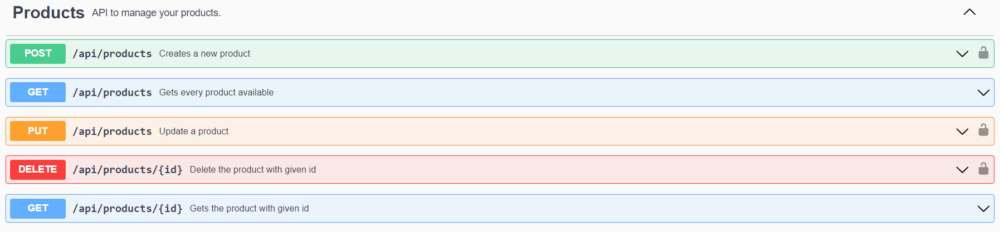 Products API to manage your products.
POST /api/products Creates a new product
GET /api/products Gets every product available
PUT /api/products Update a product
DELETE /api/products/{id} Delete the product with given id
GET /api/products/{id} Gets the product with given id